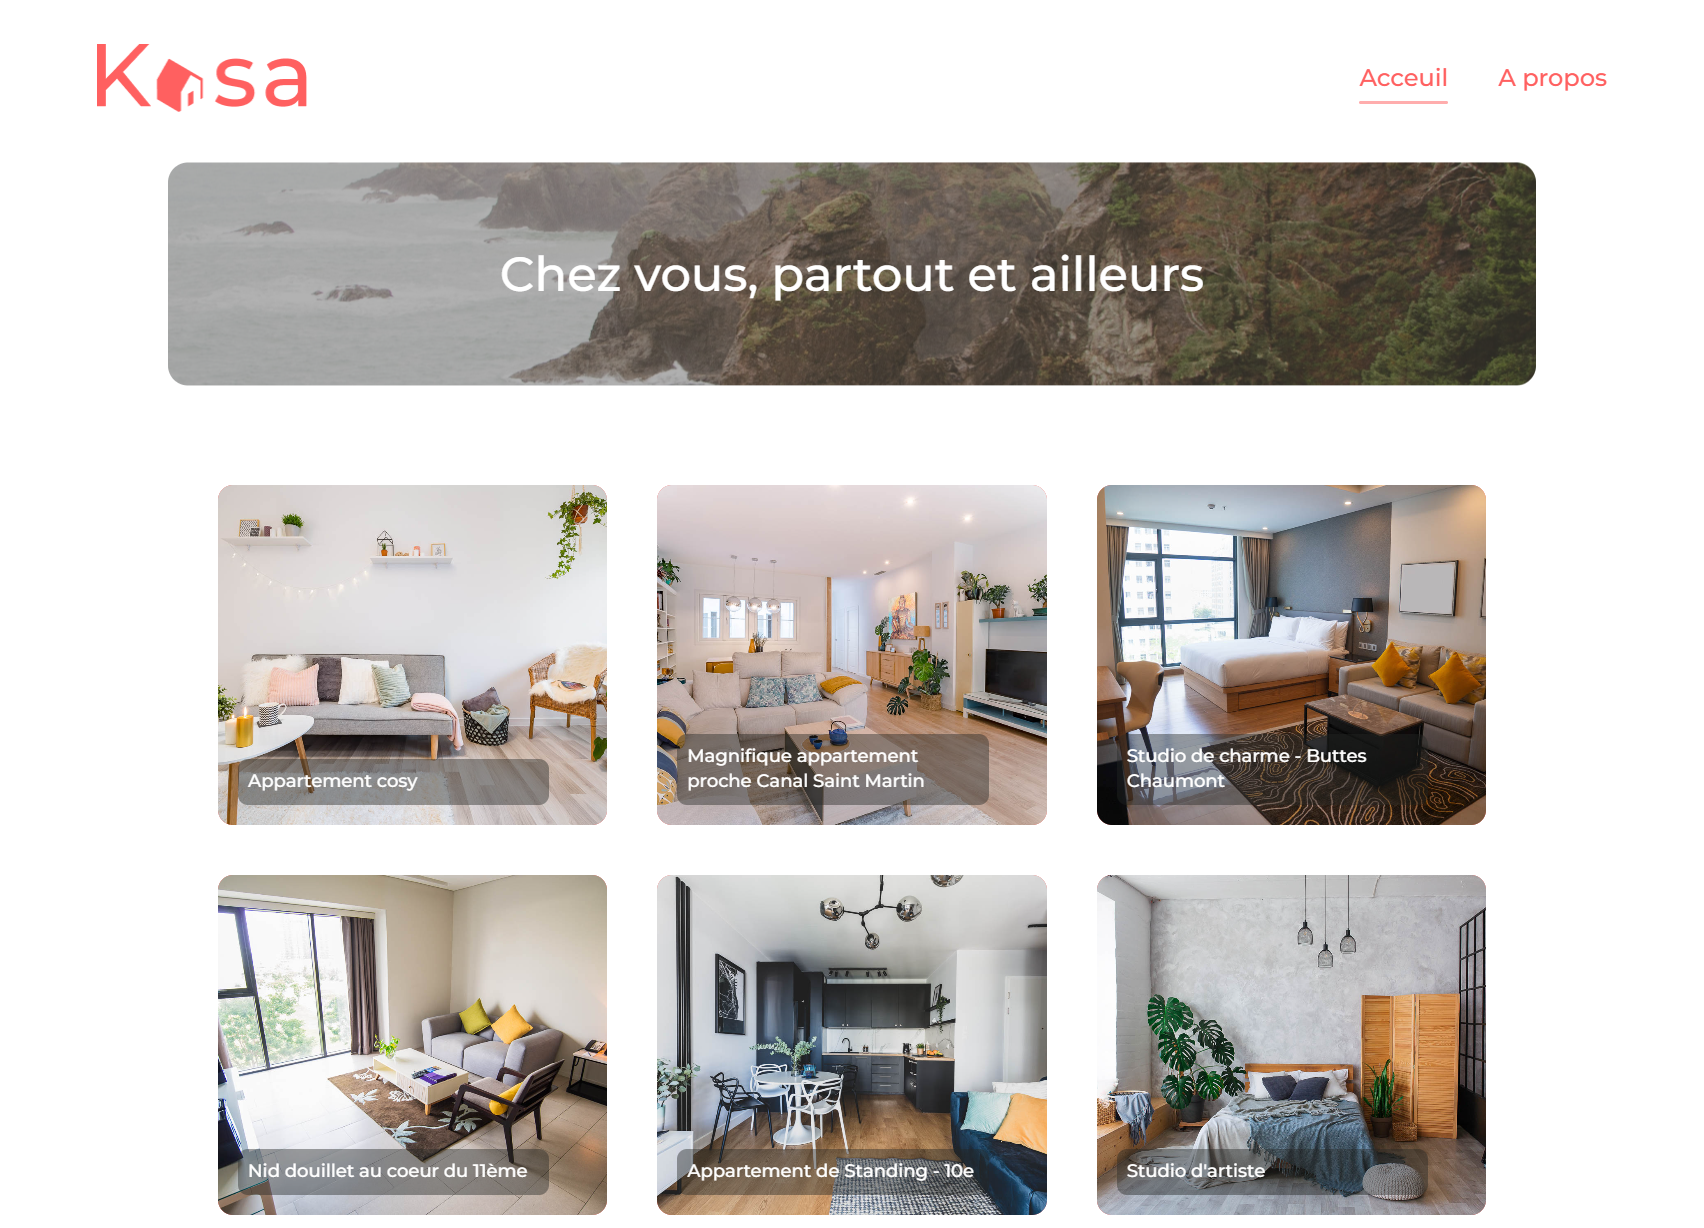 Kasa
Acceuil
A propos
Chez vous, partout et ailleurs
Appartement cosy
Magnifique appartement
proche Canal Saint Martin
Studio de charme - Buttes
Chaumont
Nid douillet au coeur du 11ème
Appartement de Standing - 10e
Studio d'artiste